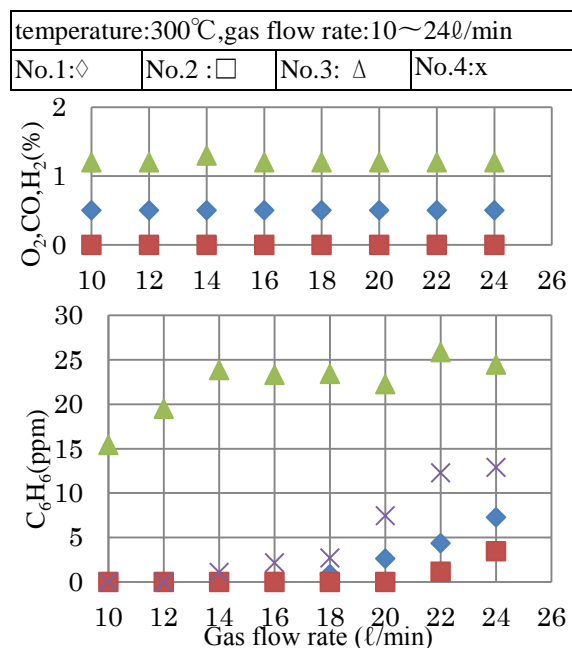 temperature:300℃,gas flow rate:10～24ℓ/min
No.1:◊ No.2 :□ No.3: Δ No.4:x
O₂,CO,H₂(%)
2
1
0
10 12 14 16 18 20 22 24 26
C₆H₆(ppm)
30
25
20
15
10
5
0
10 12 14 16 18 20 22 24 26
Gas flow rate (ℓ/min)